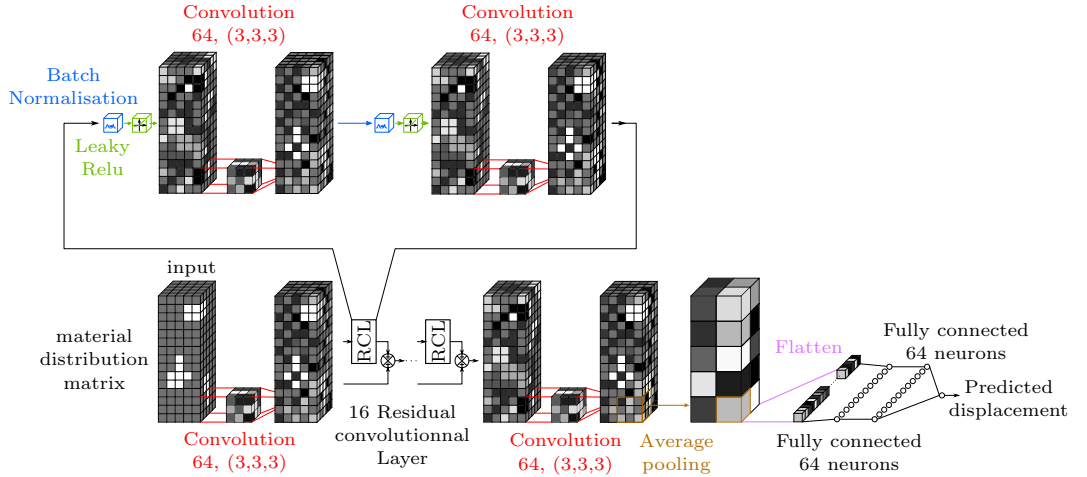 Convolution
64, (3,3,3)
Convolution
64, (3,3,3)
Batch
Normalisation
Leaky
Relu
input
material
distribution
matrix
RCL
RCL
...
16 Residual
convolutionnal
Layer
Convolution
64, (3,3,3)
Convolution
64, (3,3,3)
Average
pooling
Flatten
Fully connected
64 neurons
Fully connected
64 neurons
Predicted
displacement